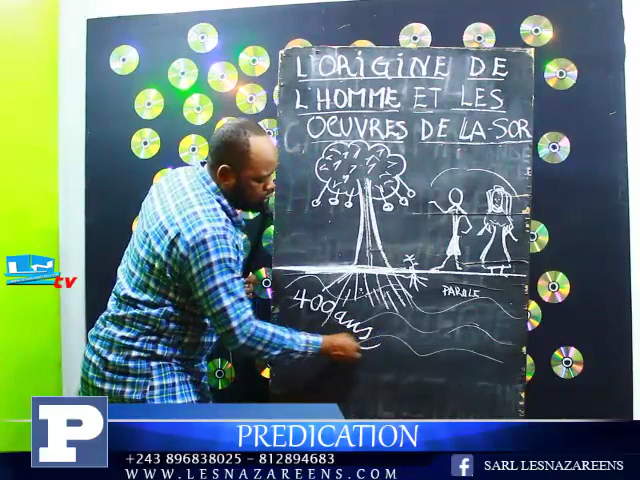 L'ORIGINE DE
L'HOMME ET LES
OEUVRES DE LA-SOR
400ans
PAROLE
tv
P
PREDICATION
+243 896838025 - 812894683
WWW.LESNAZAREENS.COM
f
SARL LESNAZAREENS